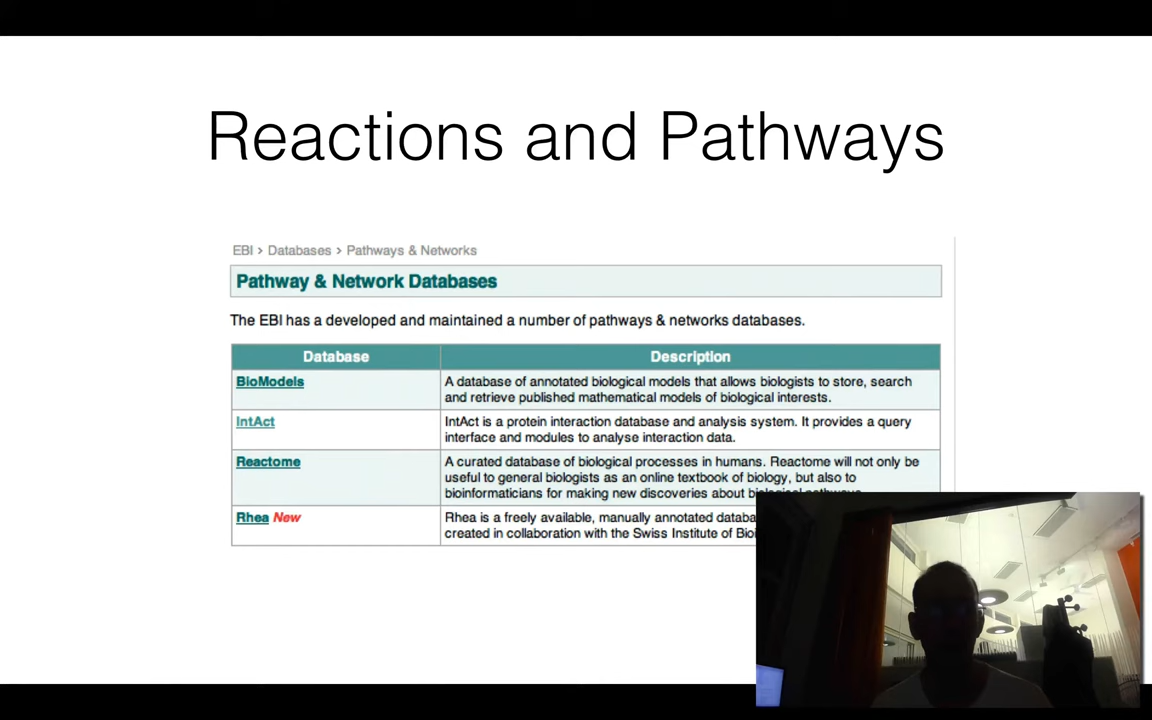 Reactions and Pathways
EBI > Databases > Pathways & Networks
Pathway & Network Databases
The EBI has a developed and maintained a number of pathways & networks databases.
Database Description
BioModels A database of annotated biological models that allows biologists to store, search
and retrieve published mathematical models of biological interests.
IntAct IntAct is a protein interaction database and analysis system. It provides a query
interface and modules to analyse interaction data.
Reactome A curated database of biological processes in humans. Reactome will not only be
useful to general biologists as an online textbook of biology, but also to
bioinformaticians for making new discoveries about biological pathways.
Rhea New Rhea is a freely available, manually annotated
created in collaboration with the Swiss Institute of